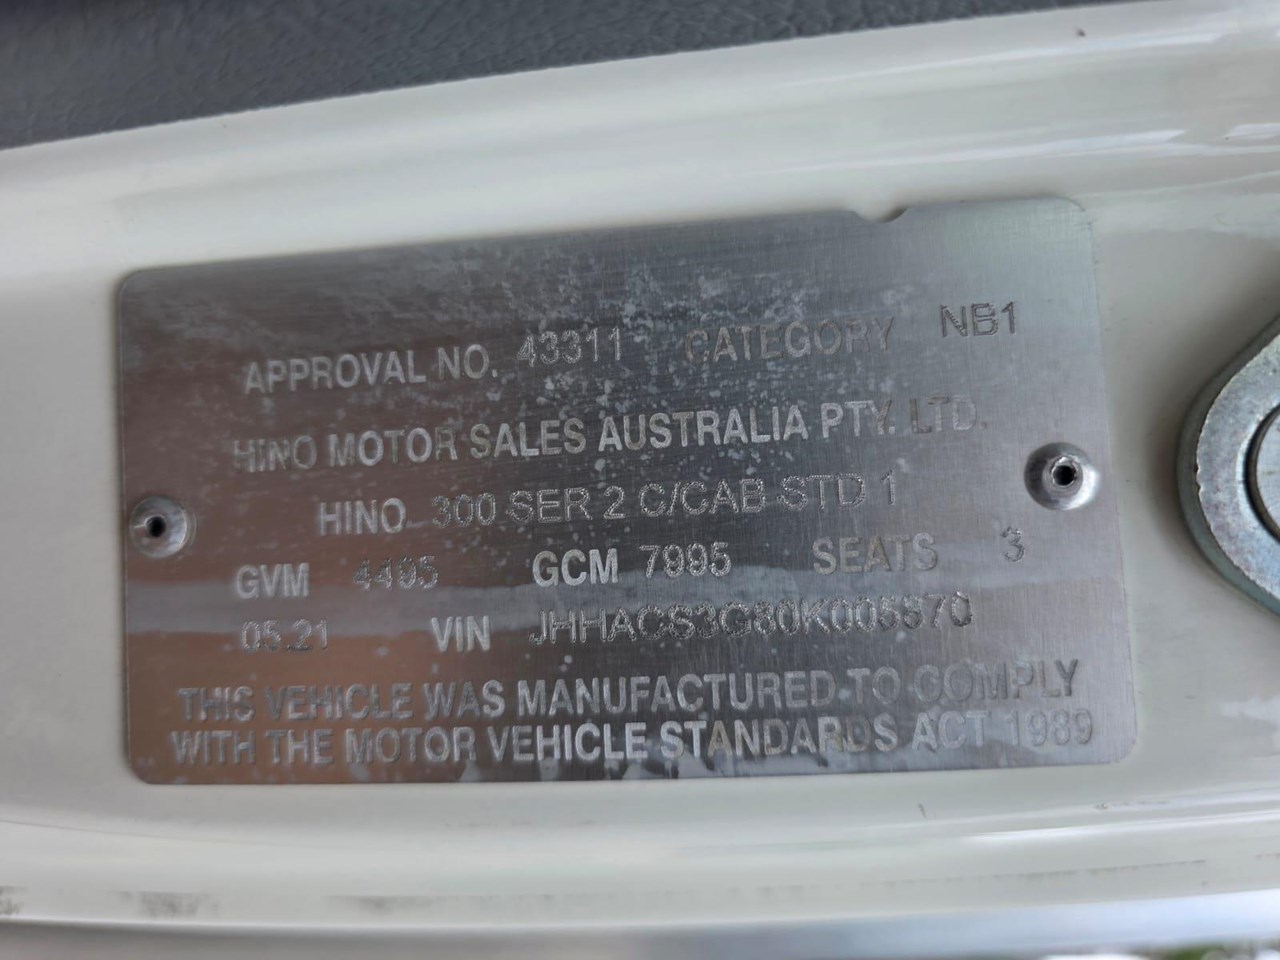 APPROVAL NO. 43311 CATEGORY NB1
HINO MOTOR SALES AUSTRALIA PTY. LTD.
HINO 300 SER 2 C/CAB STD 1
GVM 4495 GCM 7995 SEATS 3
05.21 VIN JHHACS3G80K005870
THIS VEHICLE WAS MANUFACTURED TO COMPLY
WITH THE MOTOR VEHICLE STANDARDS ACT 1989